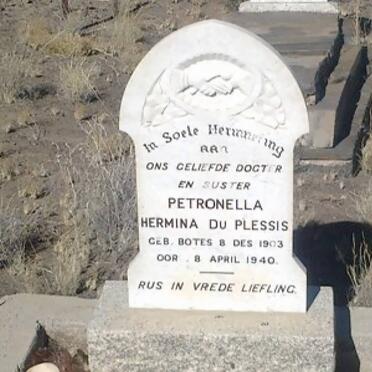 In Soete Herinnering
aan
ONS GELIEFDE DOGTER
EN SUSTER
PETRONELLA
HERMINA DU PLESSIS
GEB. BOTES 8 DES 1903
OOR. 8 APRIL 1940.
RUS IN VREDE LIEFLING.